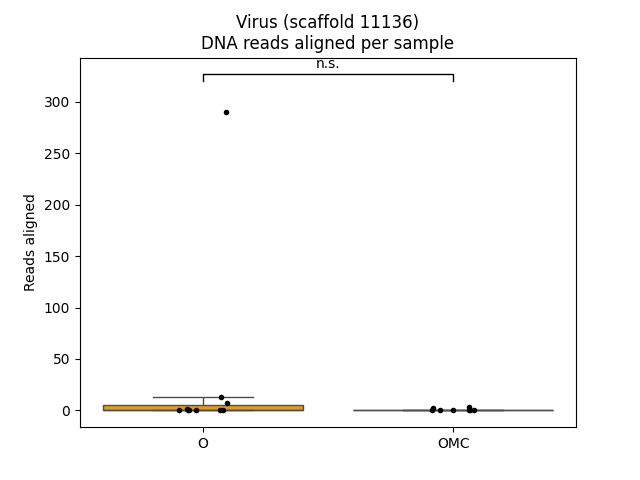 Virus (scaffold 11136)
DNA reads aligned per sample
n.s.
300
250
200
150
100
50
0
Reads aligned
O
OMC